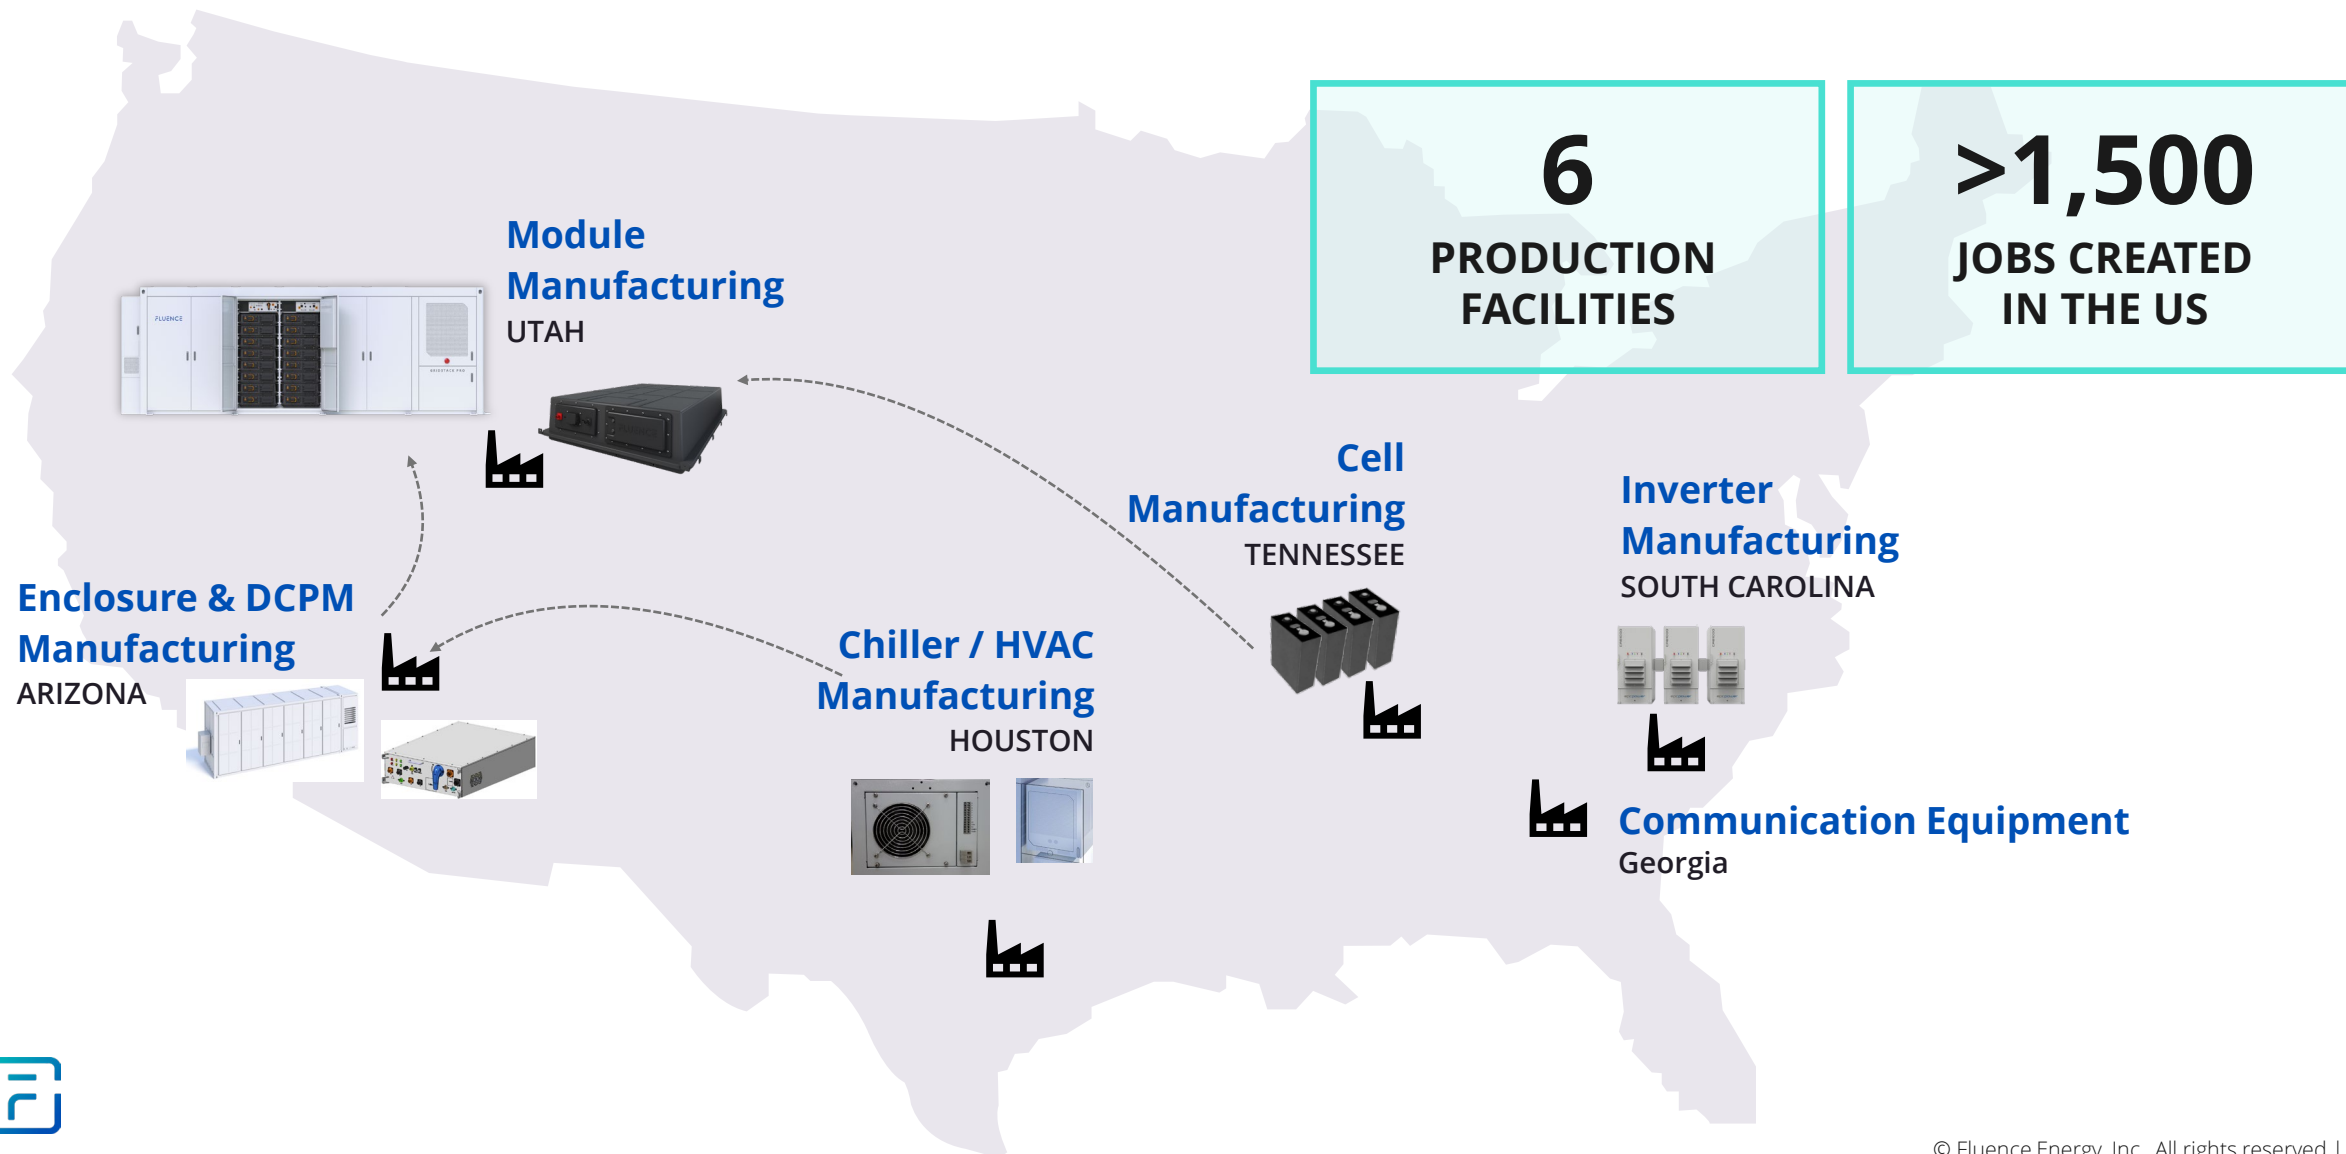 6
PRODUCTION
FACILITIES
>1,500
JOBS CREATED
IN THE US
Module
Manufacturing
UTAH
FLUENCE
Cell
Manufacturing
TENNESSEE
Inverter
Manufacturing
SOUTH CAROLINA
Enclosure & DCPM
Manufacturing
ARIZONA
Chiller / HVAC
Manufacturing
HOUSTON
Communication Equipment
Georgia
© Fluence Energy, Inc. All rights reserved |